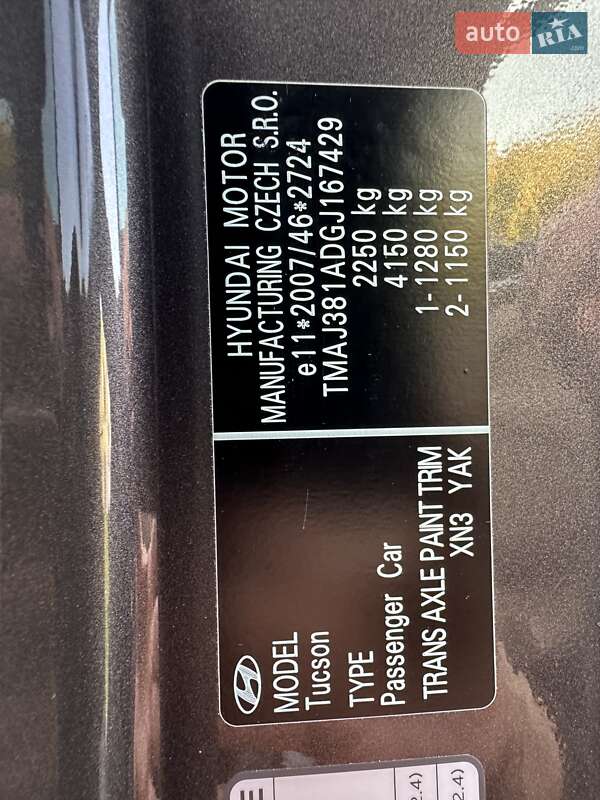 auto RIA .com
HYUNDAI MOTOR
MANUFACTURING CZECH S.R.O.
e11*2007/46*2724
TMAJ381ADGJ167429
2250 kg
4150 kg
1-1280 kg
2-1150 kg
MODEL
Tucson
TYPE
Passenger Car
TRANS AXLE PAINT TRIM
XN3 YAK